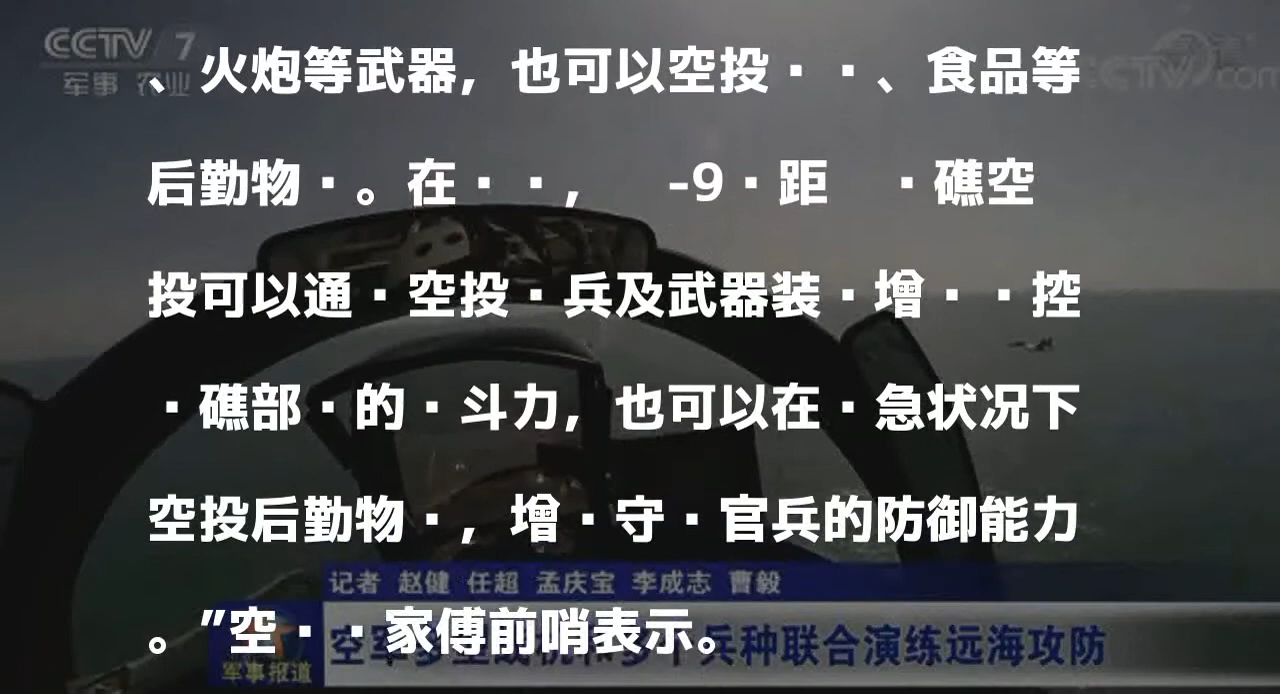 CCTV 7
军事 农业
CCTV.com
、火炮等武器，也可以空投··、食品等
后勤物·。在··， -9·距 ·礁空
投可以通·空投·兵及武器装·增··控
·礁部·的·斗力，也可以在·急状况下
空投后勤物·，增·守·官兵的防御能力
。”空··家傅前哨表示。
记者 赵健 任超 孟庆宝 李成志 曹毅
兵种联合演练远海攻防
军事报道